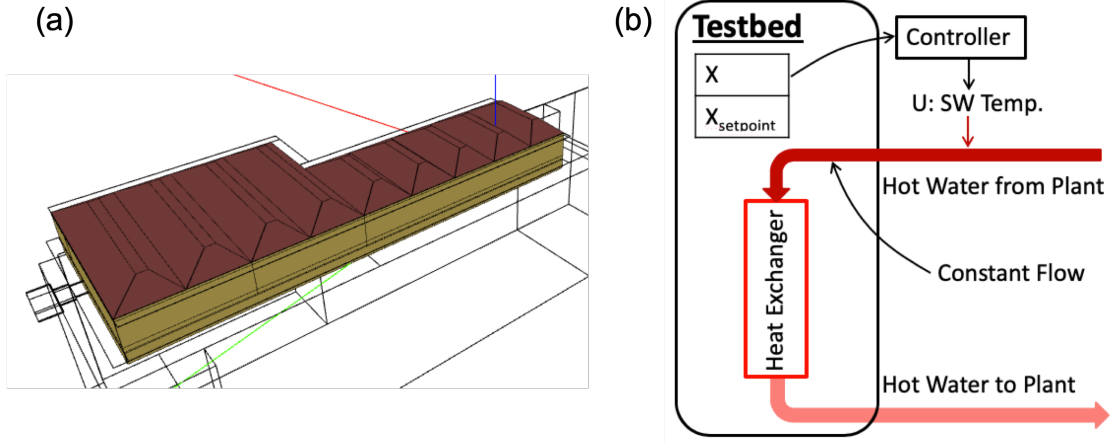 (a)
(b)
Testbed
X
Xsetpoint
Controller
U: SW Temp.
Hot Water from Plant
Heat Exchanger
Constant Flow
Hot Water to Plant